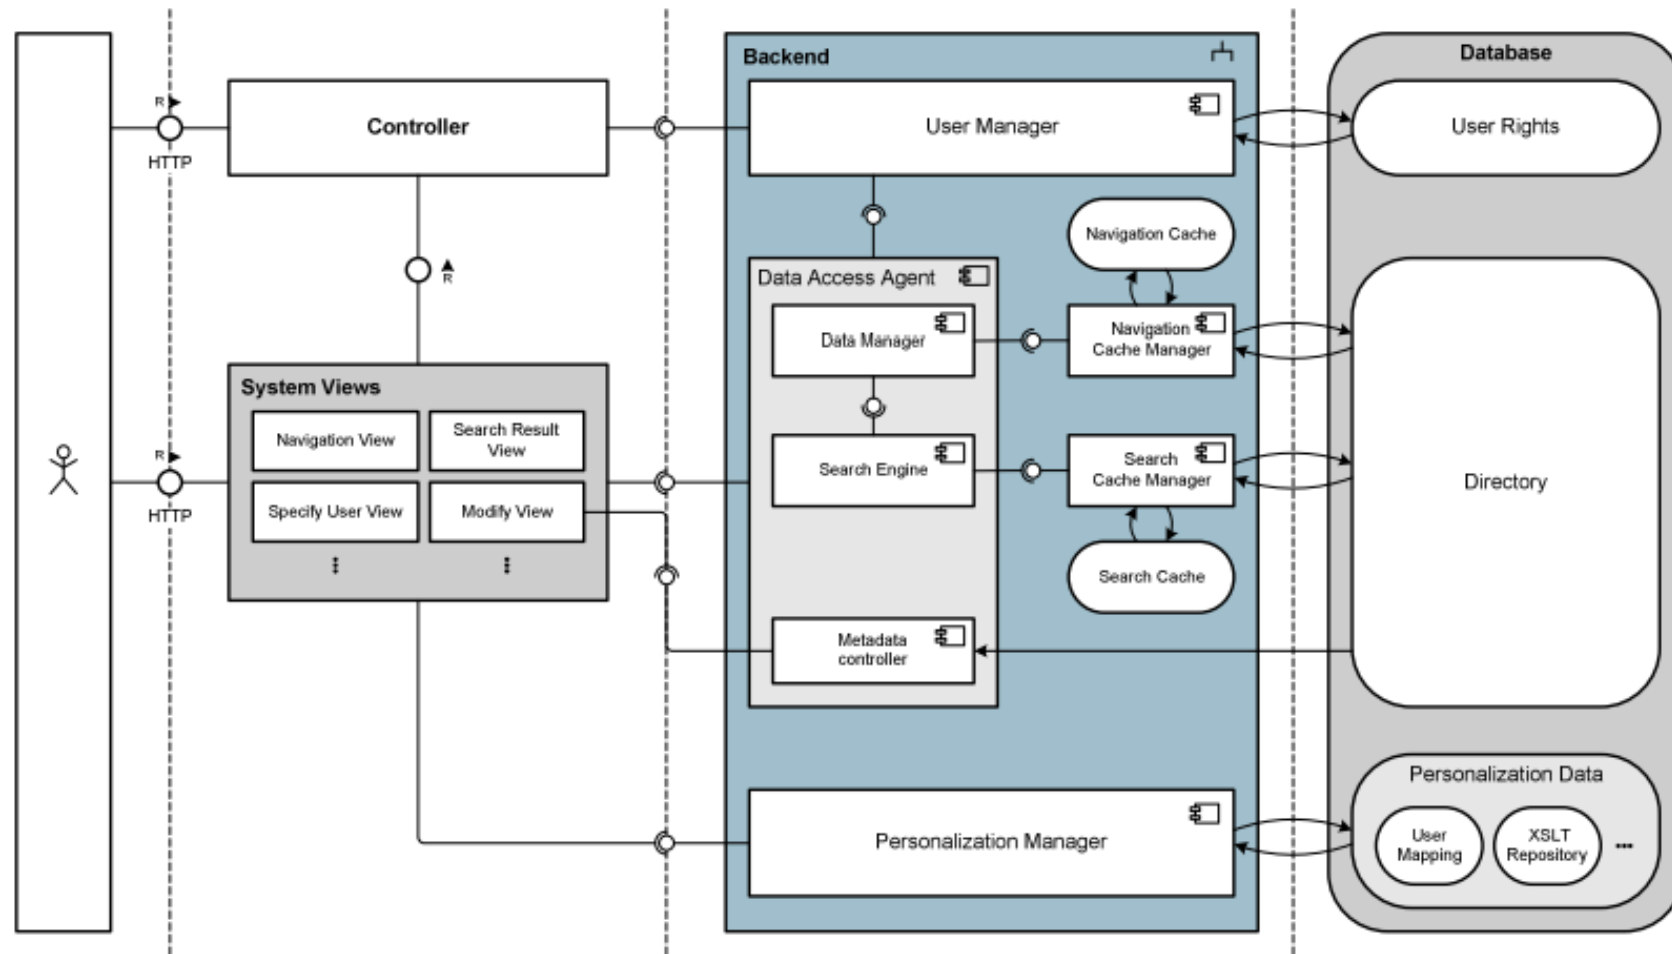 R
HTTP
Controller
R
R
HTTP
System Views
Navigation View
Search Result
View
Specify User View
Modify View
Backend
User Manager
Data Access Agent
Data Manager
Search Engine
Metadata
controller
Navigation Cache
Navigation
Cache Manager
Search
Cache Manager
Search Cache
Personalization Manager
Database
User Rights
Directory
Personalization Data
User
Mapping
XSLT
Repository
...